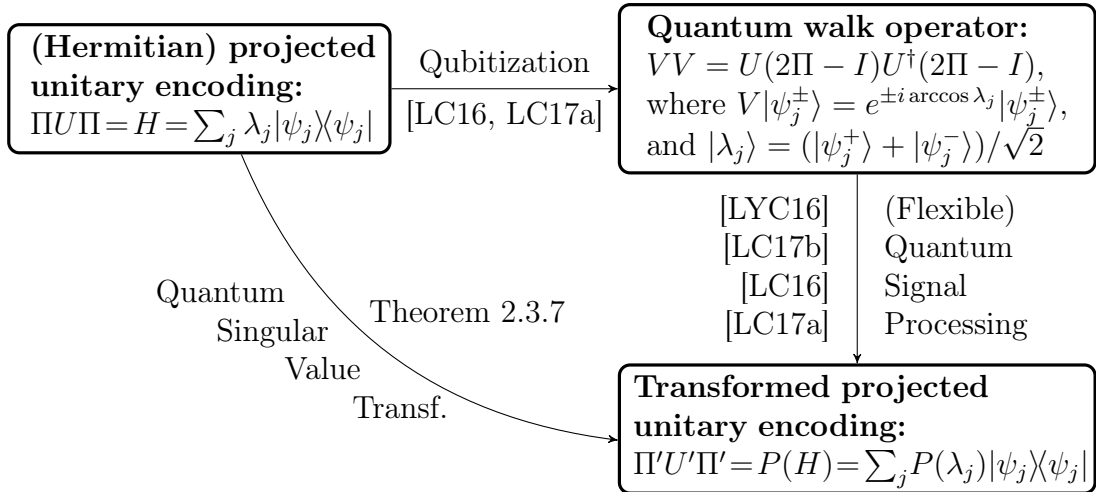 (Hermitian) projected
unitary encoding:
ΠUΠ=H=∑_j λ_j|ψ_j⟩⟨ψ_j|
Qubitization
[LC16, LC17a]
Quantum walk operator:
VV = U(2Π − I)U†(2Π − I),
where V|ψ_j^±⟩ = e^{±i arccos λ_j}|ψ_j^±⟩,
and |λ_j⟩ = (|ψ_j^+⟩ + |ψ_j^−⟩)/√2
[LYC16] (Flexible)
[LC17b] Quantum
[LC16] Signal
[LC17a] Processing
Quantum
Singular
Value
Transf.
Theorem 2.3.7
Transformed projected
unitary encoding:
Π′U′Π′=P(H)=∑_j P(λ_j)|ψ_j⟩⟨ψ_j|